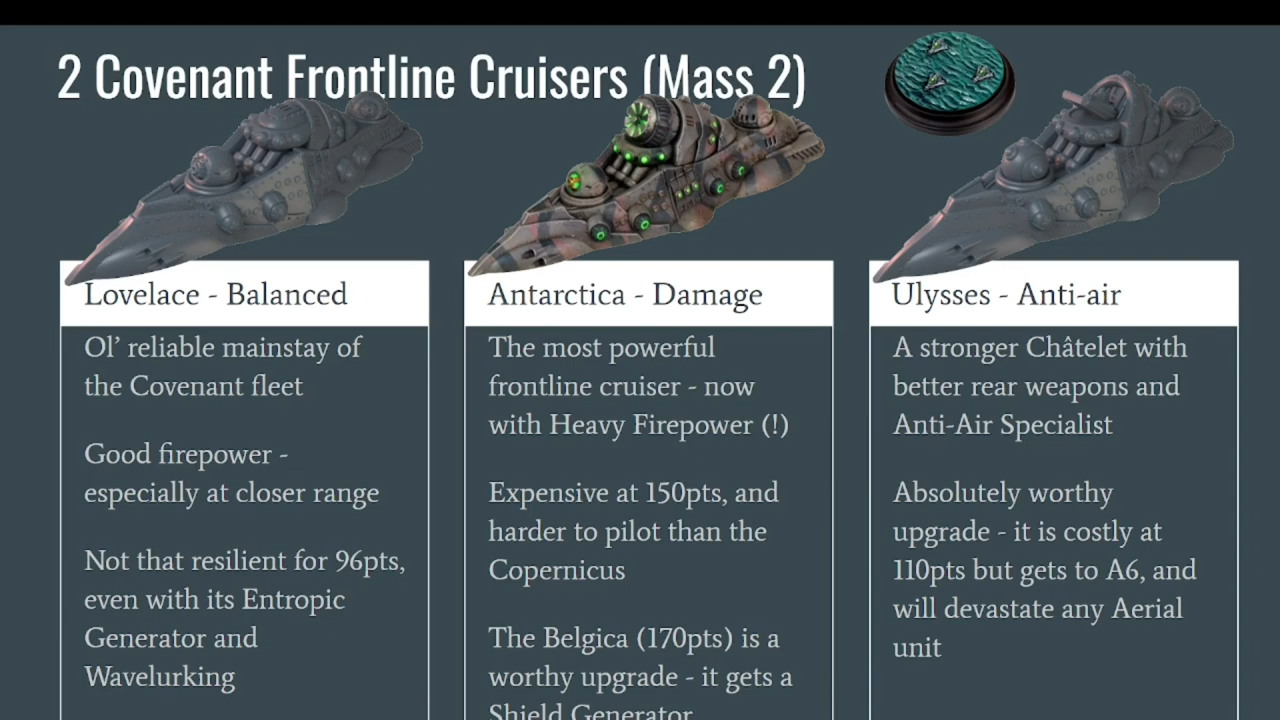 2 Covenant Frontline Cruisers (Mass 2)
Lovelace - Balanced
Ol’ reliable mainstay of
the Covenant fleet
Good firepower -
especially at closer range
Not that resilient for 96pts,
even with its Entropic
Generator and
Wavelurking
Antarctica - Damage
The most powerful
frontline cruiser - now
with Heavy Firepower (!)
Expensive at 150pts, and
harder to pilot than the
Copernicus
The Belgica (170pts) is a
worthy upgrade - it gets a
Shield Generator
Ulysses - Anti-air
A stronger Châtelet with
better rear weapons and
Anti-Air Specialist
Absolutely worthy
upgrade - it is costly at
110pts but gets to A6, and
will devastate any Aerial
unit